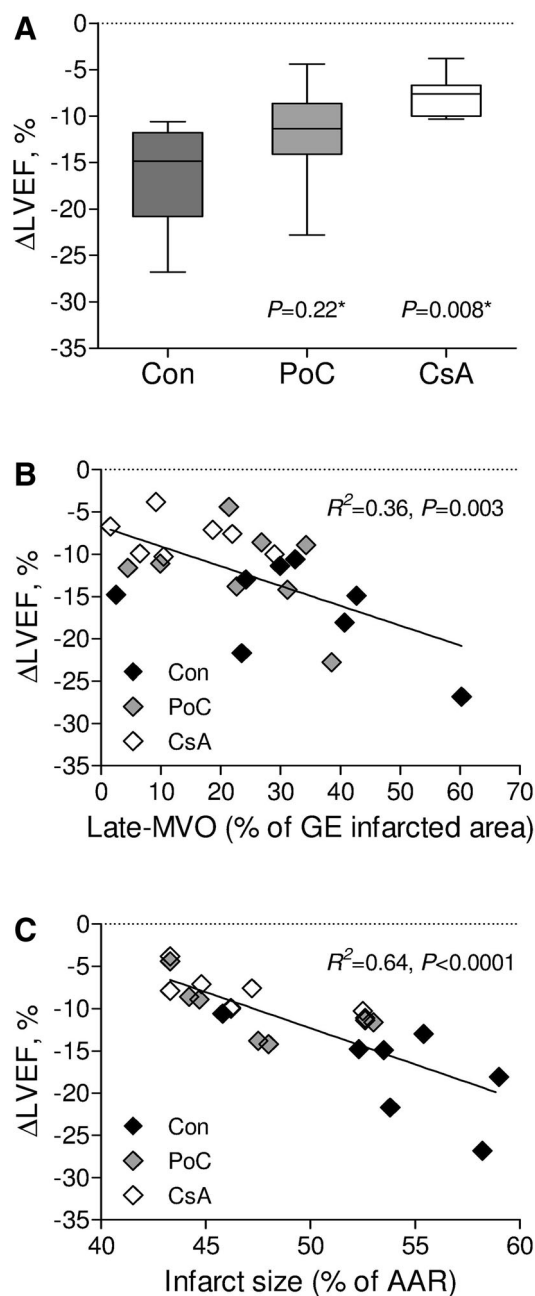 A
0
-5
-10
-15
-20
-25
-30
-35
ΔLVEF, %
P=0.22*
P=0.008*
Con
PoC
CsA
B
0
-5
-10
-15
-20
-25
-30
-35
ΔLVEF, %
R²=0.36, P=0.003
Con
PoC
CsA
0 10 20 30 40 50 60 70
Late-MVO (% of GE infarcted area)
C
0
-5
-10
-15
-20
-25
-30
-35
ΔLVEF, %
R²=0.64, P<0.0001
Con
PoC
CsA
40 45 50 55 60
Infarct size (% of AAR)